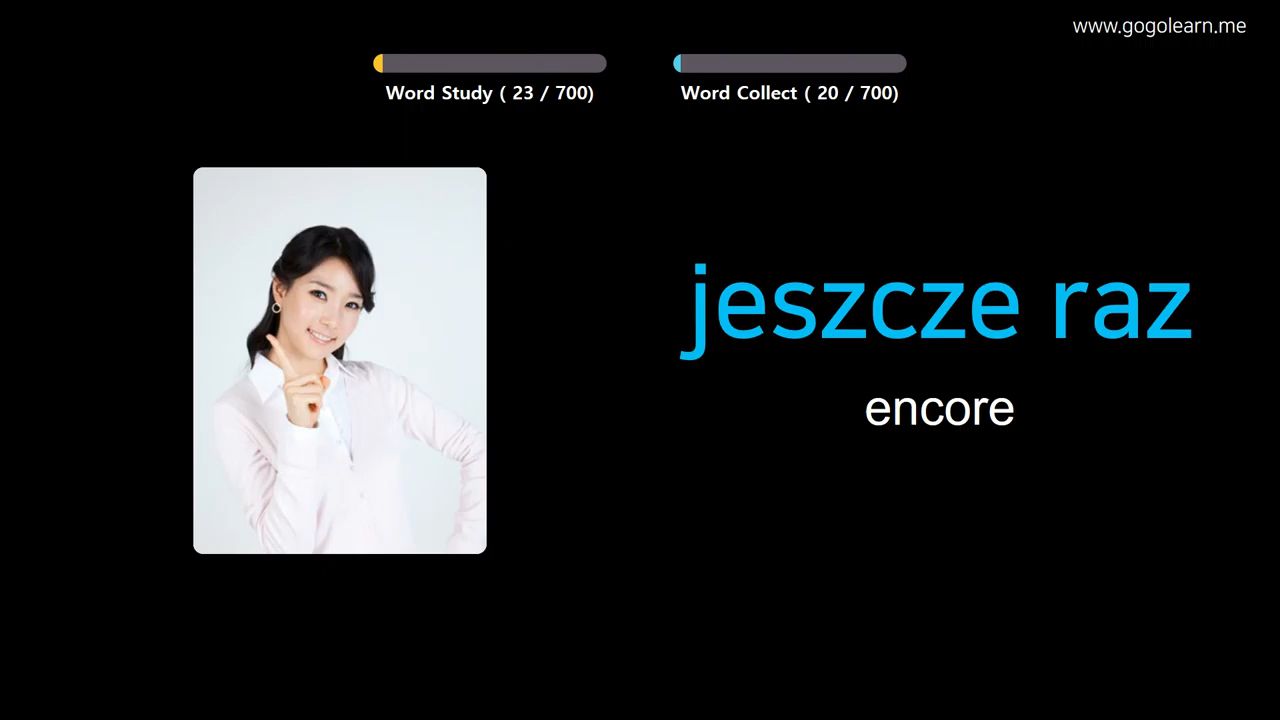 www.gogolearn.me
Word Study ( 23 / 700)
Word Collect ( 20 / 700)
jeszcze raz
encore